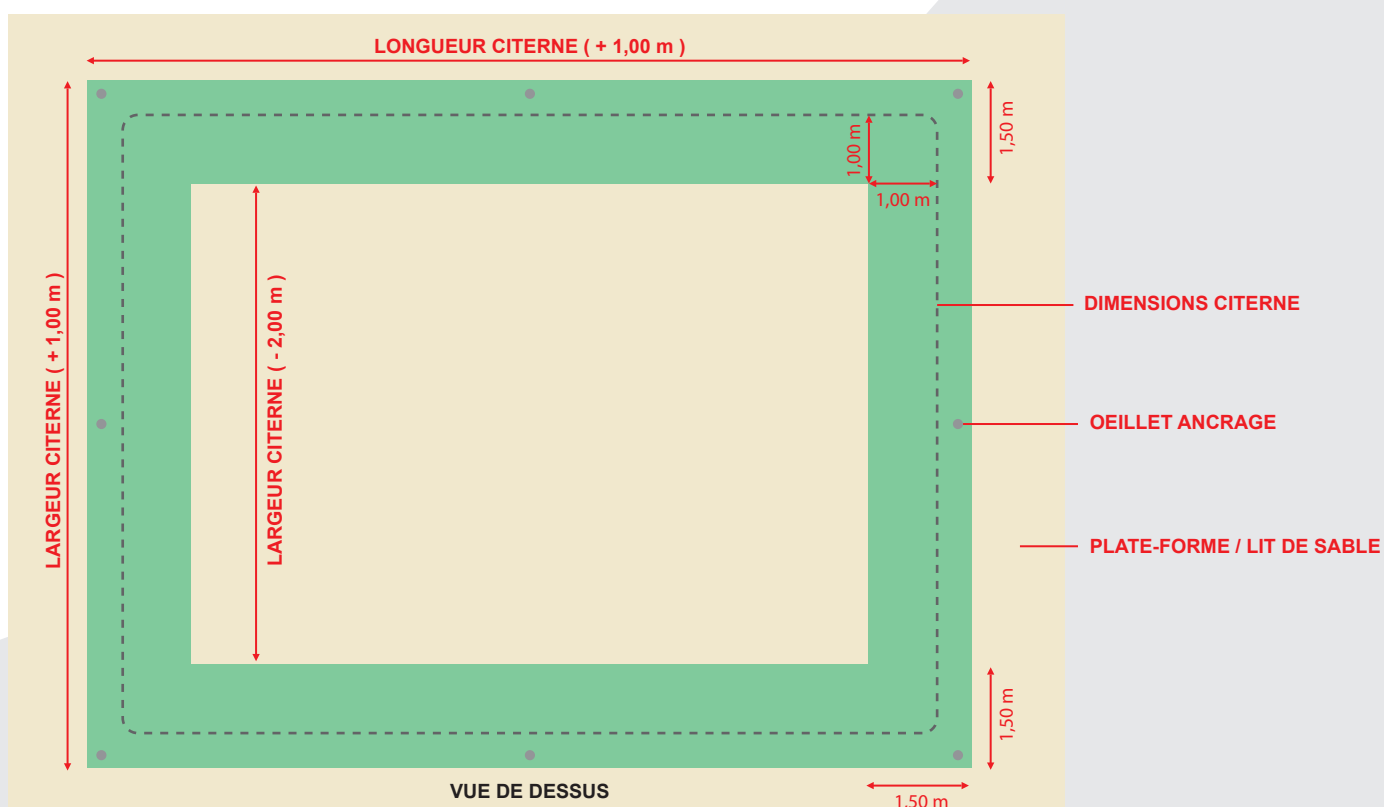 LONGUEUR CITERNE ( + 1,00 m )
1,50 m
1,00 m
1,00 m
LARGEUR CITERNE ( + 1,00 m )
LARGEUR CITERNE ( - 2,00 m )
DIMENSIONS CITERNE
OEILLET ANCRAGE
PLATE-FORME / LIT DE SABLE
1,50 m
VUE DE DESSUS
1,50 m